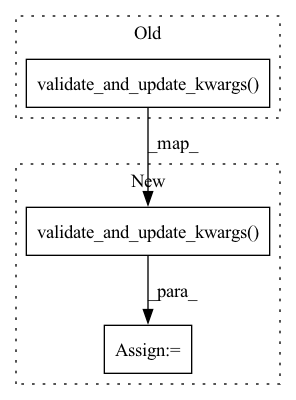 Old
validate_and_update_kwargs()
_map_
New
validate_and_update_kwargs()
_para_
Assign:=